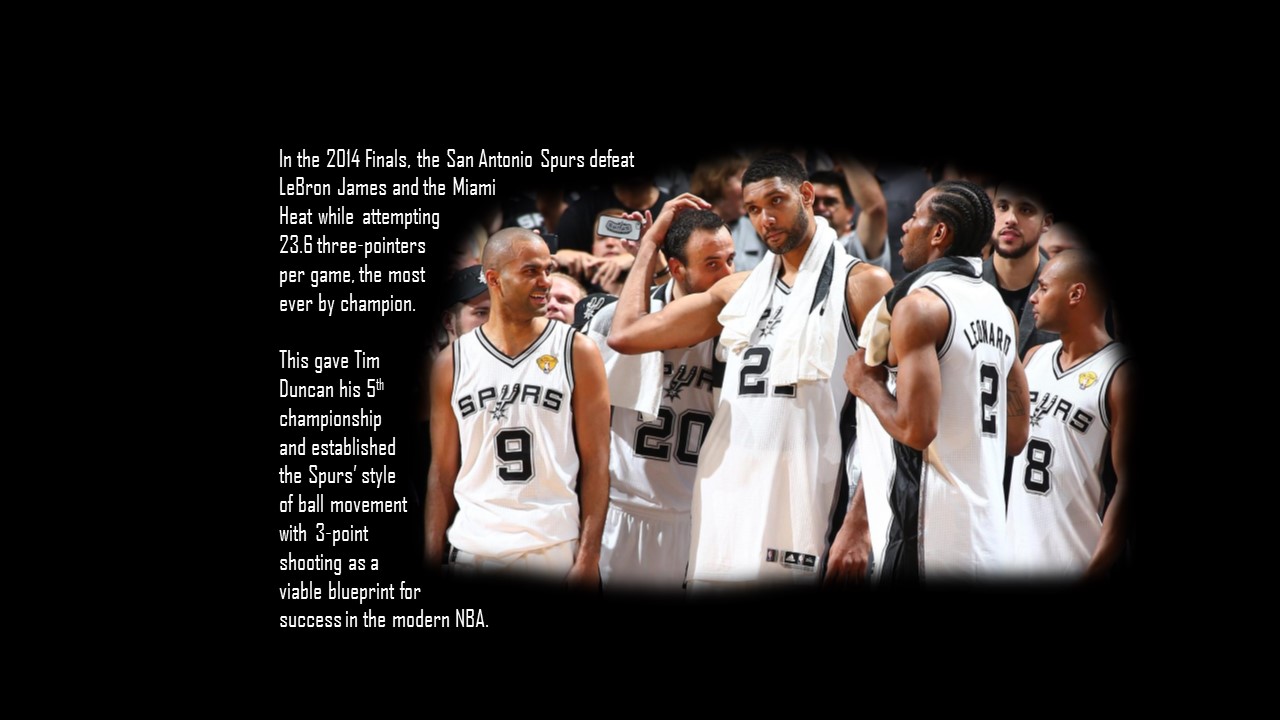 In the 2014 Finals, the San Antonio Spurs defeat
LeBron James and the Miami
Heat while attempting
23.6 three-pointers
per game, the most
ever by champion.
This gave Tim
Duncan his 5th
championship
and established
the Spurs' style
of ball movement
with 3-point
shooting as a
viable blueprint for
success in the modern NBA.
SPURS
9
20
2
LEONARD
2
SPURS
8